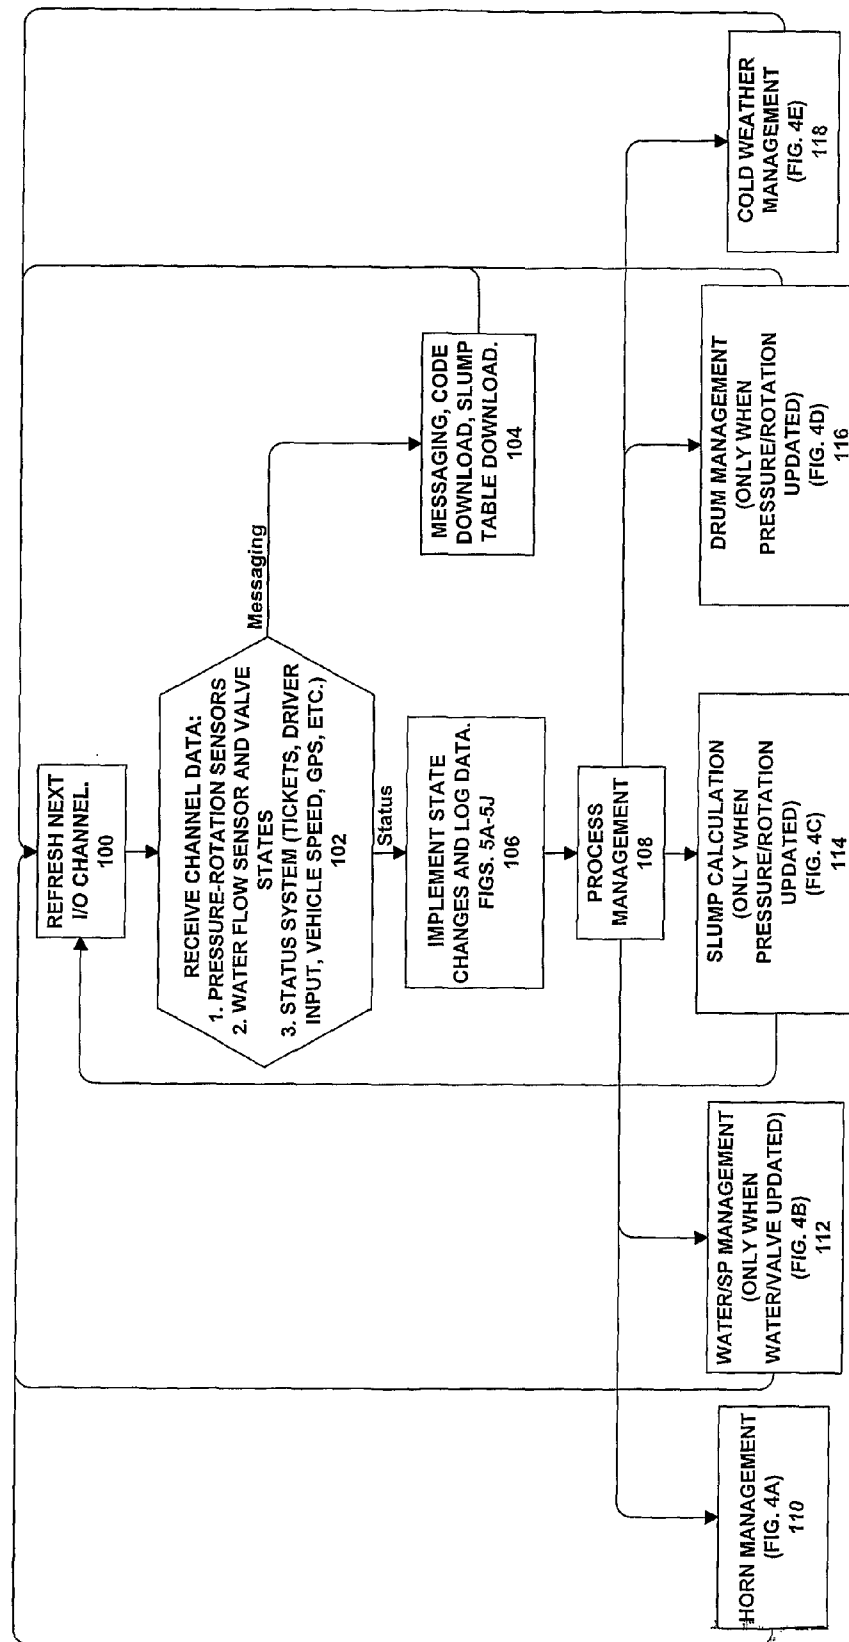 REFRESH NEXT
I/O CHANNEL.
100
RECEIVE CHANNEL DATA:
1. PRESSURE-ROTATION SENSORS
2. WATER FLOW SENSOR AND VALVE
STATES
3. STATUS SYSTEM (TICKETS, DRIVER
INPUT, VEHICLE SPEED, GPS, ETC.)
102
Messaging
Status
MESSAGING, CODE
DOWNLOAD, SLUMP
TABLE DOWNLOAD.
104
IMPLEMENT STATE
CHANGES AND LOG DATA.
FIGS. 5A-5J
106
PROCESS
MANAGEMENT
108
HORN MANAGEMENT
(FIG. 4A)
110
WATER/SP MANAGEMENT
(ONLY WHEN
WATER/VALVE UPDATED)
(FIG. 4B)
112
SLUMP CALCULATION
(ONLY WHEN
PRESSURE/ROTATION
UPDATED)
(FIG. 4C)
114
DRUM MANAGEMENT
(ONLY WHEN
PRESSURE/ROTATION
UPDATED)
(FIG. 4D)
116
COLD WEATHER
MANAGEMENT
(FIG. 4E)
118